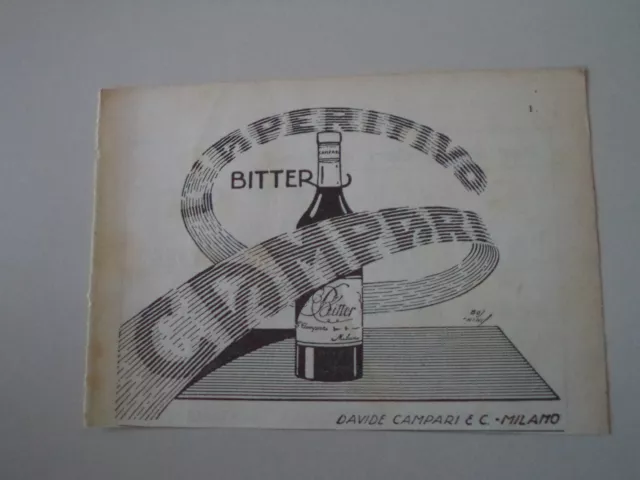 APERITIVO
BITTER
CAMPARI
Bitter
Campari
Milano
DAVIDE CAMPARI E C. • MILANO